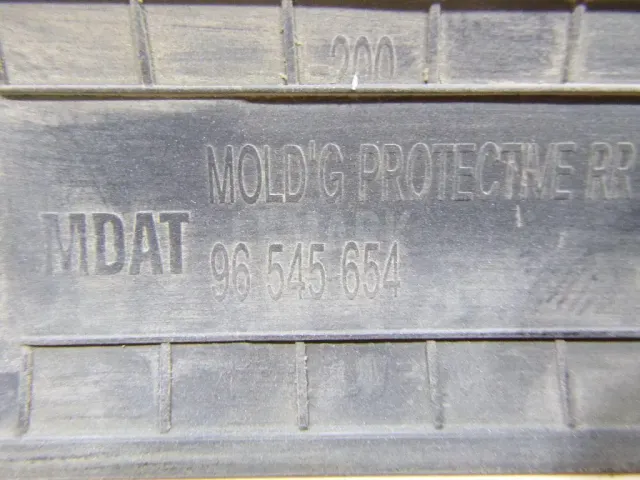 200
MOLD'G PROTECTIVE RR
MDAT
96 545 654